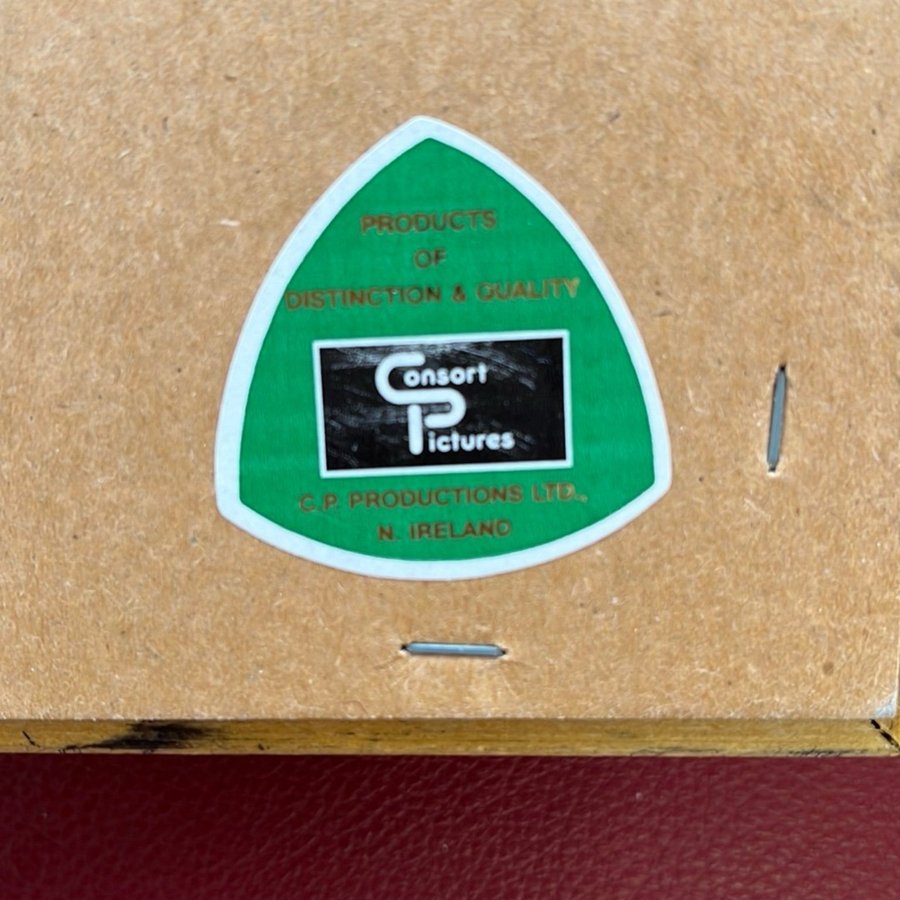 PRODUCTS
OF
DISTINCTION & QUALITY
Consort
Pictures
C.P. PRODUCTIONS LTD.,
N. IRELAND